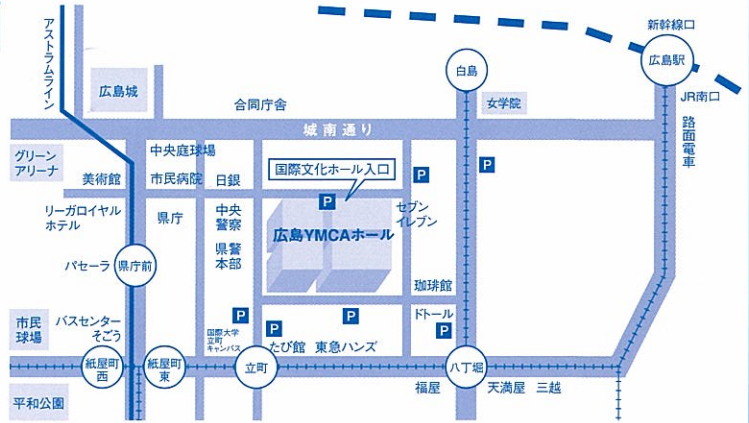 新幹線口
広島駅
JR南口
路面電車
アストラムライン
広島城
白島
女学院
合同庁舎
城南通り
グリーン
アリーナ
美術館
中央庭球場
市民病院
日銀
国際文化ホール入口
P
P
P
リーガロイヤル
ホテル
県庁
中央
警察
県警
本部
広島YMCAホール
セブン
イレブン
パセーラ
県庁前
珈琲館
市民
球場
バスセンター
そごう
国際大学
立町
キャンパス
P
P
P
ドトール
P
たび館
東急ハンズ
紙屋町
西
紙屋町
東
立町
八丁堀
福屋
天満屋
三越
平和公園